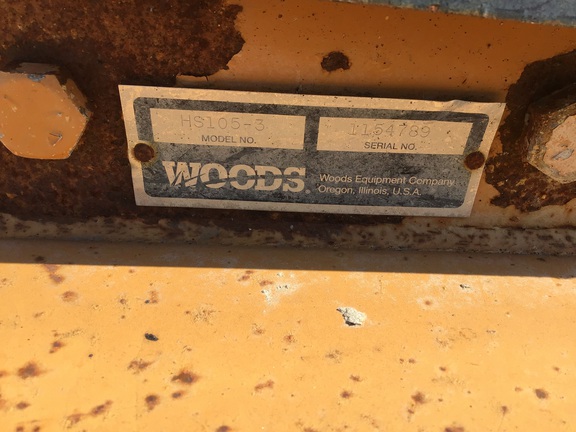 HS105-3
MODEL NO.
1154789
SERIAL NO.
WOODS
Woods Equipment Company
Oregon, Illinois, U.S.A.